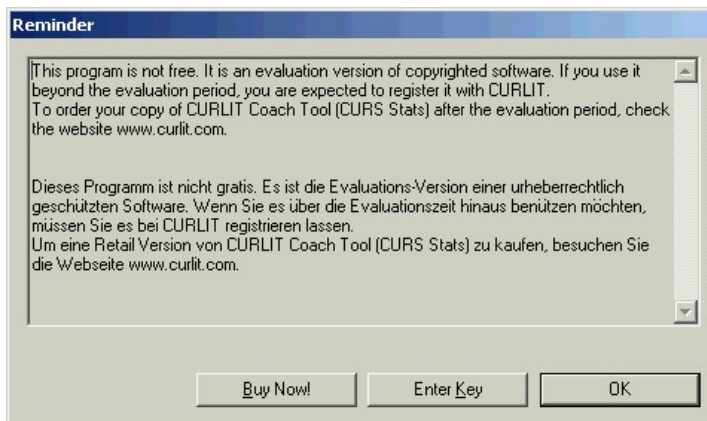 Reminder
This program is not free. It is an evaluation version of copyrighted software. If you use it
beyond the evaluation period, you are expected to register it with CURLIT.
To order your copy of CURLIT Coach Tool (CURS Stats) after the evaluation period, check
the website www.curlit.com.
Dieses Programm ist nicht gratis. Es ist die Evaluations-Version einer urheberrechtlich
geschützten Software. Wenn Sie es über die Evaluationszeit hinaus benützen möchten,
müssen Sie es bei CURLIT registrieren lassen.
Um eine Retail Version von CURLIT Coach Tool (CURS Stats) zu kaufen, besuchen Sie
die Webseite www.curlit.com.
Buy Now!
Enter Key
OK